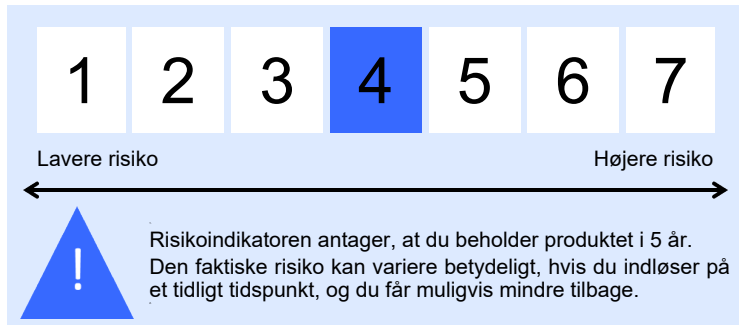 1 2 3 4 5 6 7
Lavere risiko Højere risiko
!
Risikoindikatoren antager, at du beholder produktet i 5 år.
Den faktiske risiko kan variere betydeligt, hvis du indløser på
et tidligt tidspunkt, og du får muligvis mindre tilbage.